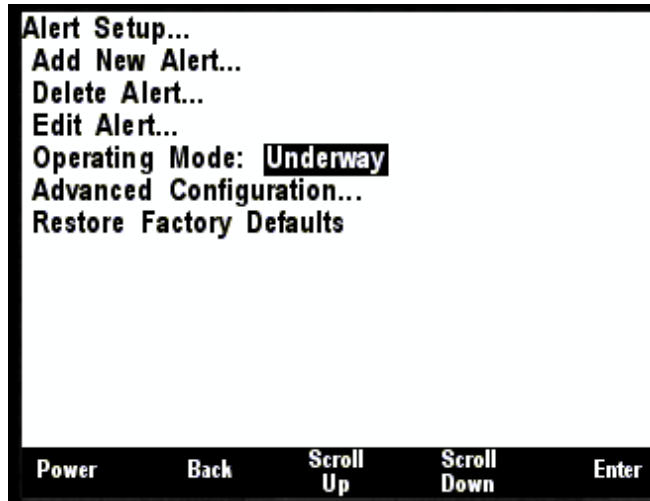 Alert Setup...
Add New Alert...
Delete Alert...
Edit Alert...
Operating Mode: Underway
Advanced Configuration...
Restore Factory Defaults
Power Back Scroll Up Scroll Down Enter